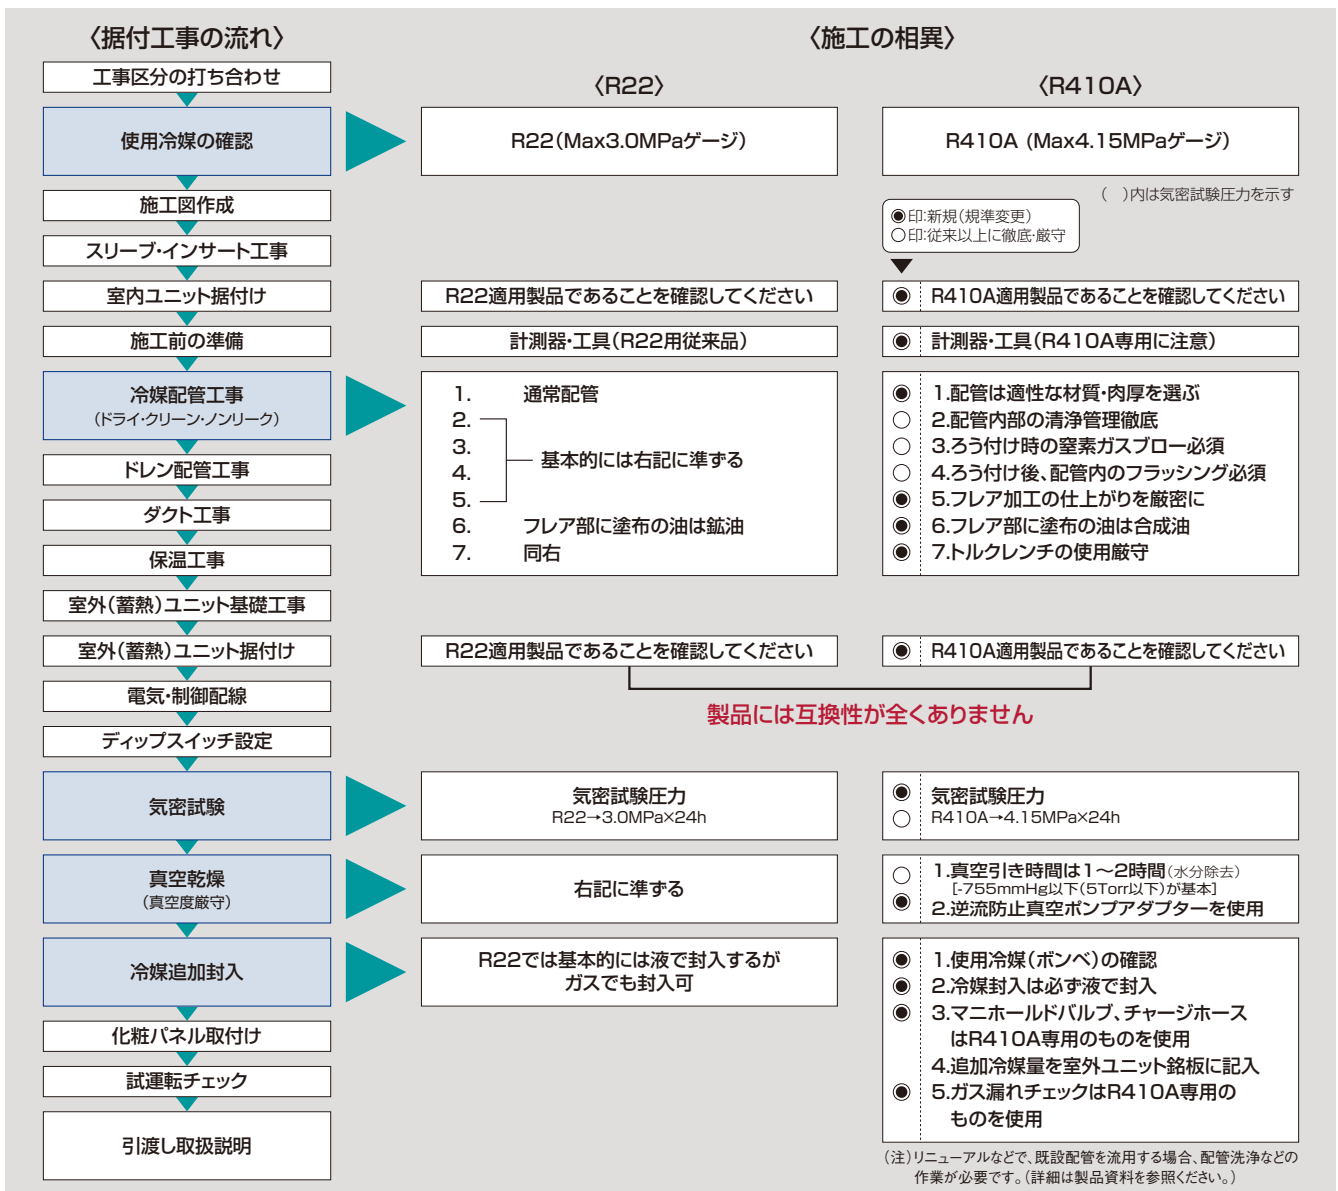 〈据付工事の流れ〉
〈施工の相異〉
工事区分の打ち合わせ
〈R22〉
〈R410A〉
使用冷媒の確認
R22(Max3.0MPaゲージ)
R410A (Max4.15MPaゲージ)
施工図作成
(　)内は気密試験圧力を示す
◉印:新規(規準変更)
○印:従来以上に徹底・厳守
スリーブ・インサート工事
室内ユニット据付け
R22適用製品であることを確認してください
◉ R410A適用製品であることを確認してください
施工前の準備
計測器・工具(R22用従来品)
◉ 計測器・工具(R410A専用に注意)
冷媒配管工事
(ドライ・クリーン・ノンリーク)
1. 通常配管
2.
3.
基本的には右記に準ずる
4.
5.
6. フレア部に塗布の油は鉱油
7. 同右
◉ 1.配管は適性な材質・肉厚を選ぶ
○ 2.配管内部の清浄管理徹底
○ 3.ろう付け時の窒素ガスブロー必須
○ 4.ろう付け後、配管内のフラッシング必須
◉ 5.フレア加工の仕上がりを厳密に
◉ 6.フレア部に塗布の油は合成油
◉ 7.トルクレンチの使用厳守
ドレン配管工事
ダクト工事
保温工事
室外(蓄熱)ユニット基礎工事
室外(蓄熱)ユニット据付け
R22適用製品であることを確認してください
◉ R410A適用製品であることを確認してください
製品には互換性が全くありません
電気・制御配線
ディップスイッチ設定
気密試験
気密試験圧力
R22→3.0MPa×24h
◉ 気密試験圧力
○ R410A→4.15MPa×24h
真空乾燥
(真空度厳守)
右記に準ずる
○ 1.真空引き時間は1〜2時間(水分除去)
[-755mmHg以下(5Torr以下)が基本]
◉ 2.逆流防止真空ポンプアダプターを使用
冷媒追加封入
R22では基本的には液で封入するが
ガスでも封入可
◉ 1.使用冷媒(ボンベ)の確認
◉ 2.冷媒封入は必ず液で封入
◉ 3.マニホールドバルブ、チャージホース
はR410A専用のものを使用
4.追加冷媒量を室外ユニット銘板に記入
◉ 5.ガス漏れチェックはR410A専用の
ものを使用
化粧パネル取付け
試運転チェック
引渡し取扱説明
(注)リニューアルなどで、既設配管を流用する場合、配管洗浄などの
作業が必要です。(詳細は製品資料を参照ください。)